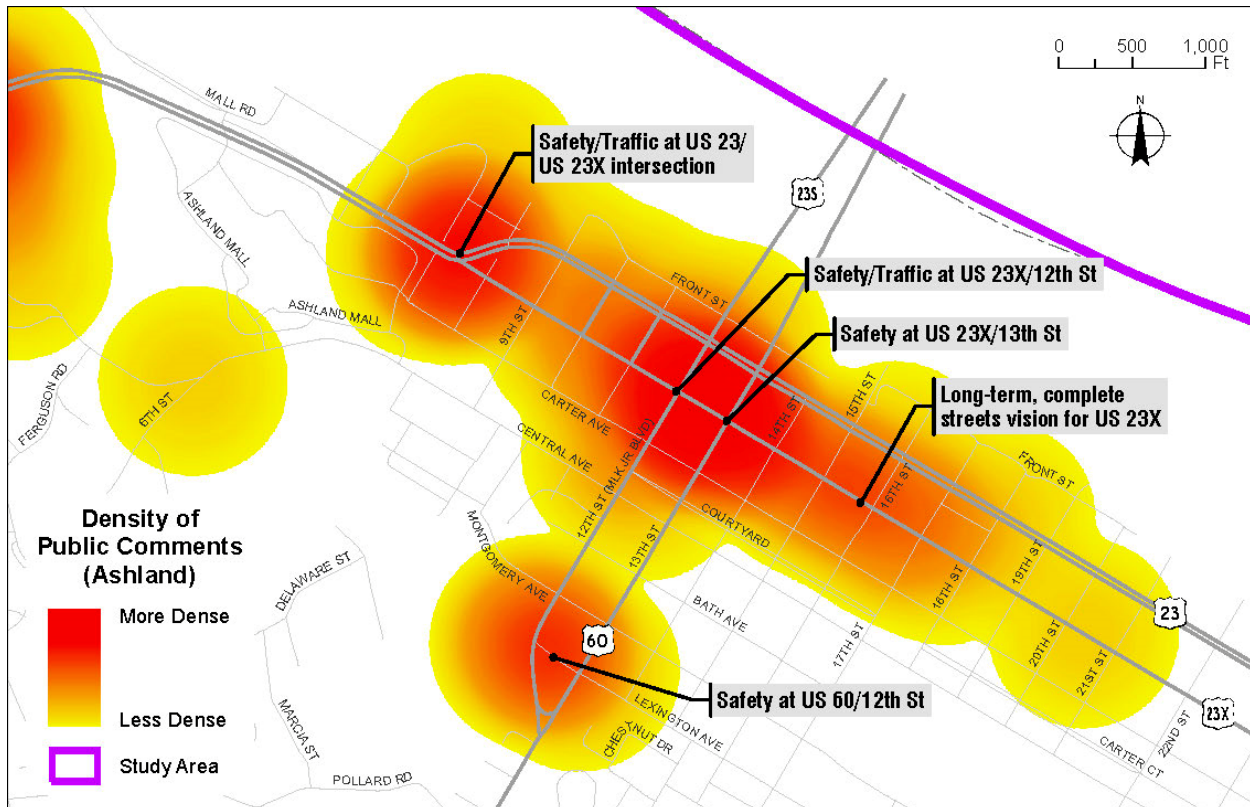 0 500 1,000
Ft
N
MALL RD
Safety/Traffic at US 23/
US 23X intersection
23S
ASHLAND MALL
FRONT ST
Safety/Traffic at US 23X/12th St
ASHLAND MALL
9TH ST
Safety at US 23X/13th St
FERGUSON RD
6TH ST
CARTER AVE
14TH ST
15TH ST
Long-term, complete
streets vision for US 23X
CENTRAL AVE
12TH ST (MLK JR BLVD)
16TH ST
FRONT ST
COURTYARD
MONTGOMERY AVE
13TH ST
19TH ST
Density of
Public Comments
(Ashland)
More Dense
Less Dense
Study Area
DELAWARE ST
BATH AVE
16TH ST
17TH ST
20TH ST
21ST ST
23
60
Safety at US 60/12th St
LEXINGTON AVE
CHESTNUT DR
23X
22ND ST
CARTER CT
MARCIA ST
POLLARD RD